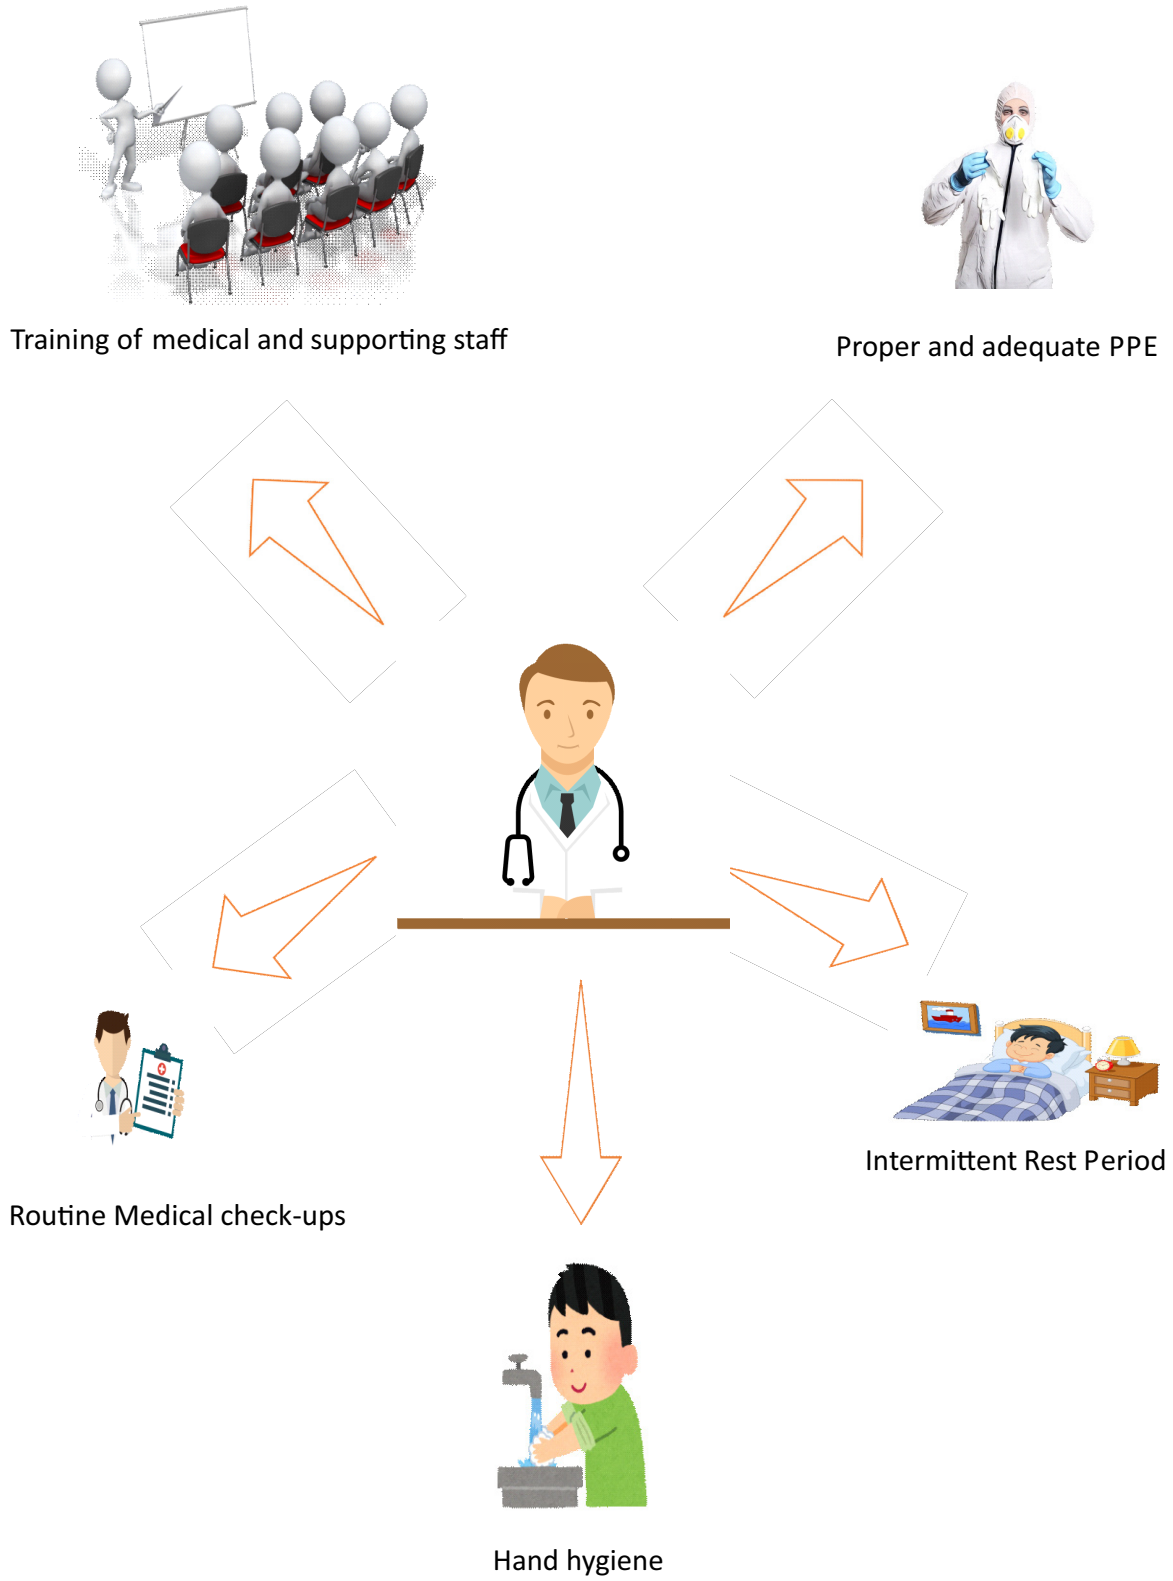 Training of medical and supporting staff
Proper and adequate PPE
Intermittent Rest Period
Routine Medical check-ups
Hand hygiene